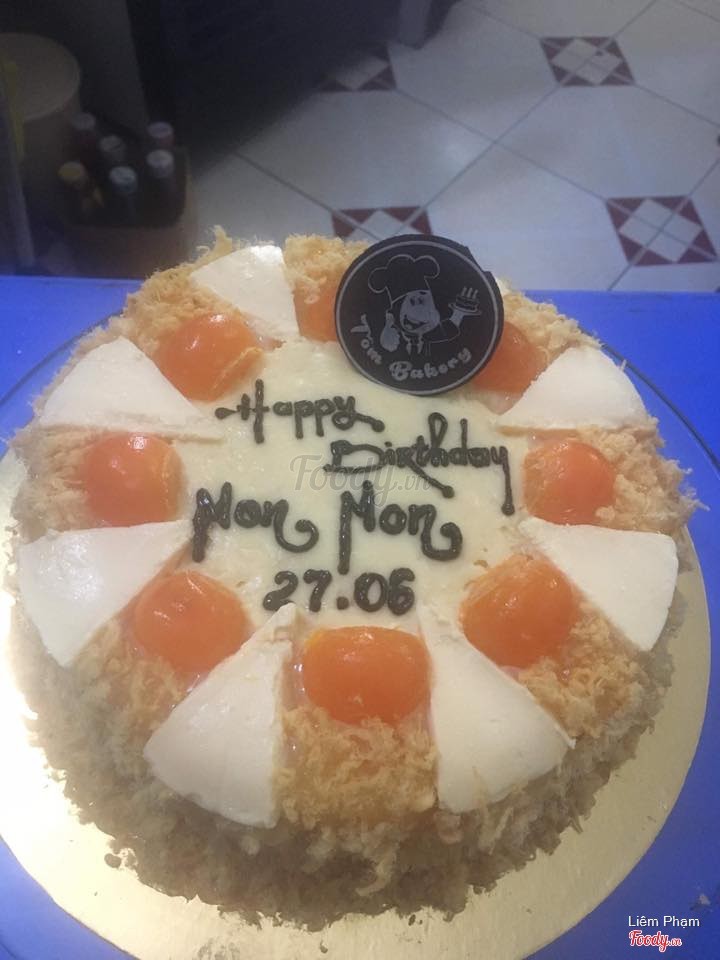 Tôm Bakery
Happy
Birthday
Foody.vn
Mon Mon
27.06
Liêm Phạm
Foody.vn